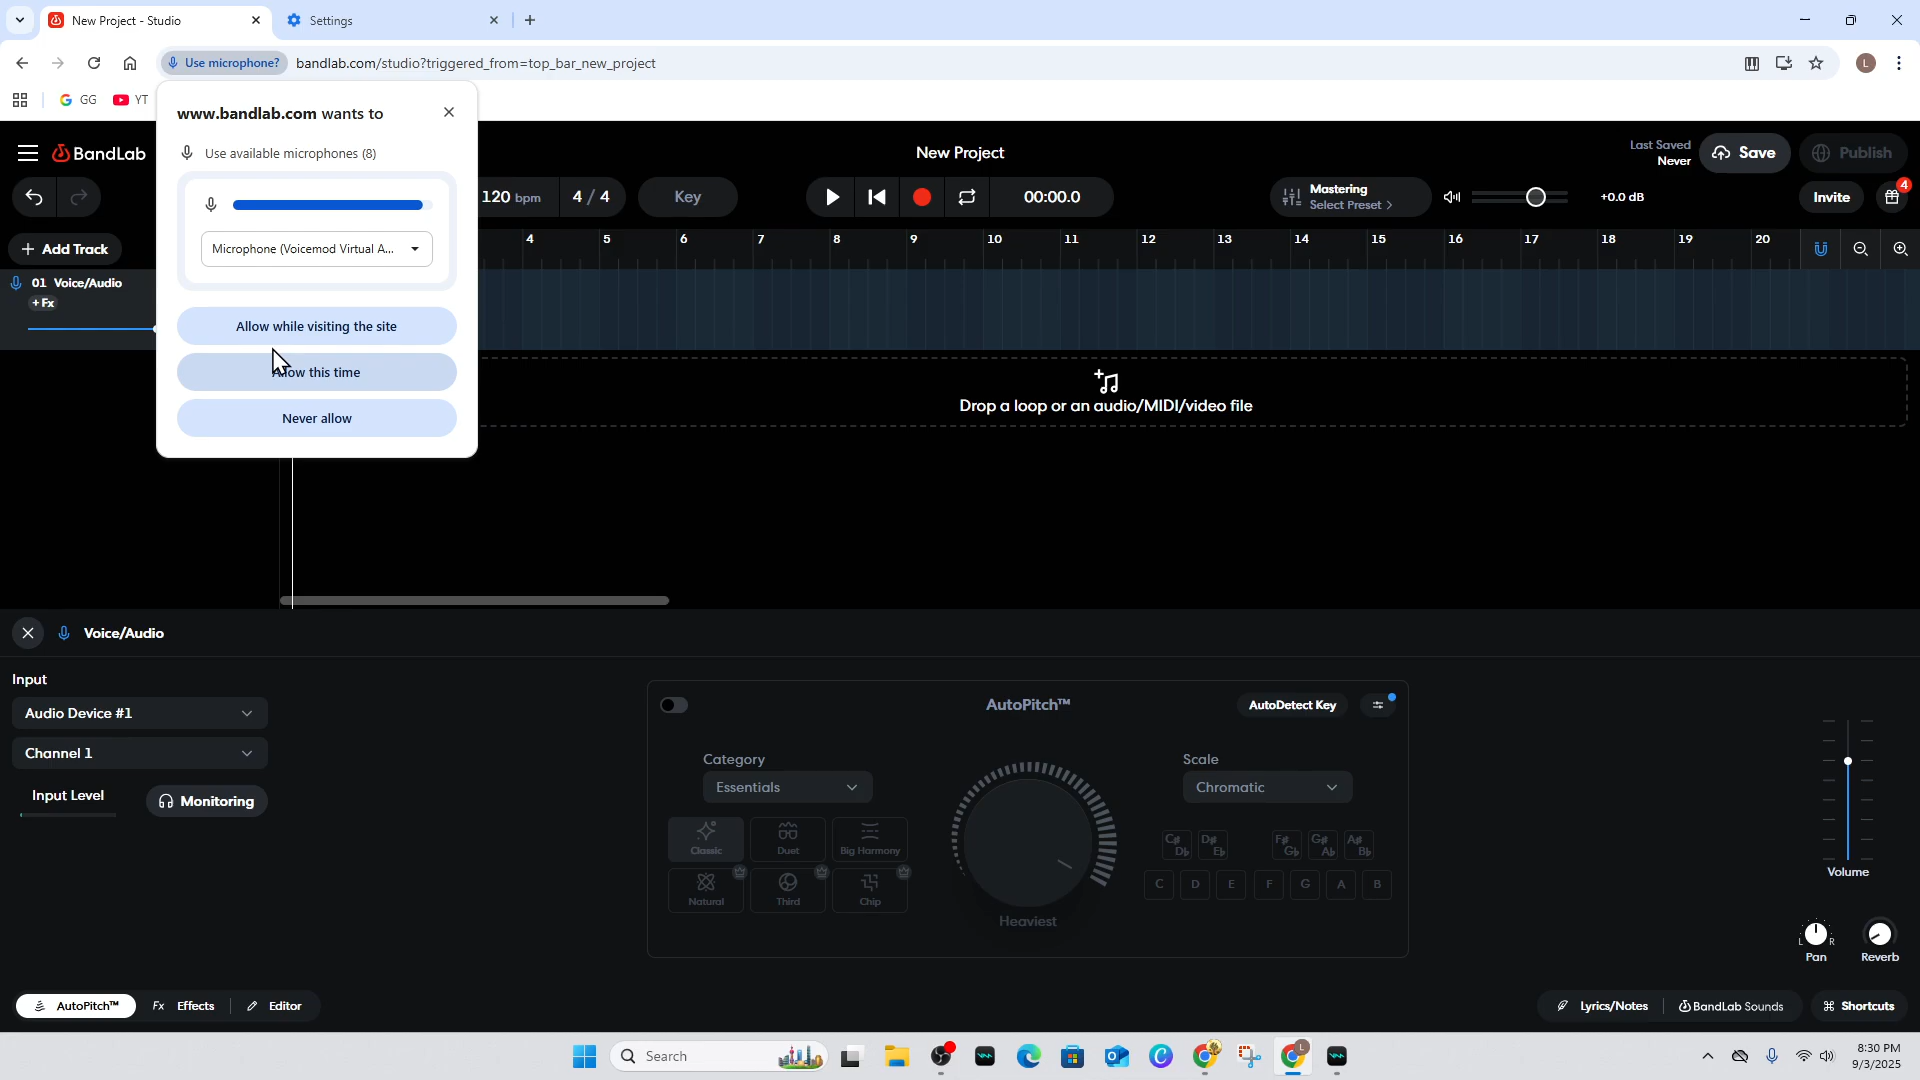 New Project - Studio
Settings
Use microphone?
bandlab.com/studio?triggered_from=top_bar_new_project
L
GG
YT
www.bandlab.com wants to
Use available microphones (8)
Microphone (Voicemod Virtual A...
Allow while visiting the site
Allow this time
Never allow
BandLab
New Project
Last Saved
Never
Save
Publish
120 bpm
4 / 4
Key
00:00.0
Mastering
Select Preset >
+0.0 dB
Invite
4
+ Add Track
4 5 6 7 8 9 10 11 12 13 14 15 16 17 18 19 20
01 Voice/Audio
+Fx
Drop a loop or an audio/MIDI/video file
Voice/Audio
Input
Audio Device #1
Channel 1
Input Level
Monitoring
AutoPitch™
AutoDetect Key
Category
Essentials
Classic
Duet
Big Harmony
Natural
Third
Chip
Heaviest
Scale
Chromatic
C# Db
D# Eb
F# Gb
G# Ab
A# Bb
C D E F G A B
Volume
L R
Pan
Reverb
AutoPitch™
Fx Effects
Editor
Lyrics/Notes
BandLab Sounds
Shortcuts
Search
L
8:30 PM
9/3/2025